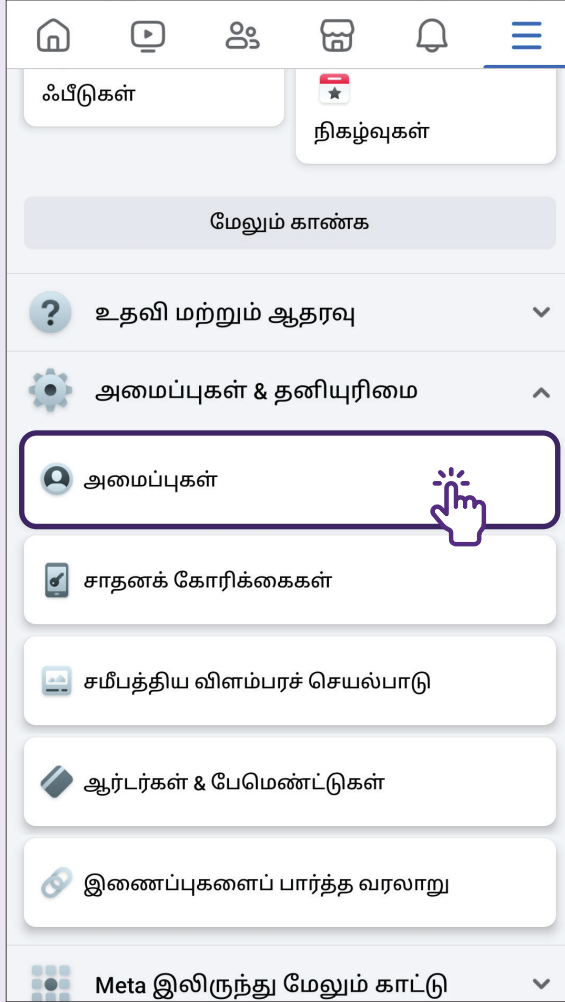 ஃபீடுகள்
நிகழ்வுகள்
மேலும் காண்க
உதவி மற்றும் ஆதரவு
அமைப்புகள் & தனியுரிமை
அமைப்புகள்
சாதனக் கோரிக்கைகள்
சமீபத்திய விளம்பரச் செயல்பாடு
ஆர்டர்கள் & பேமெண்ட்டுகள்
இணைப்புகளைப் பார்த்த வரலாறு
Meta இலிருந்து மேலும் காட்டு